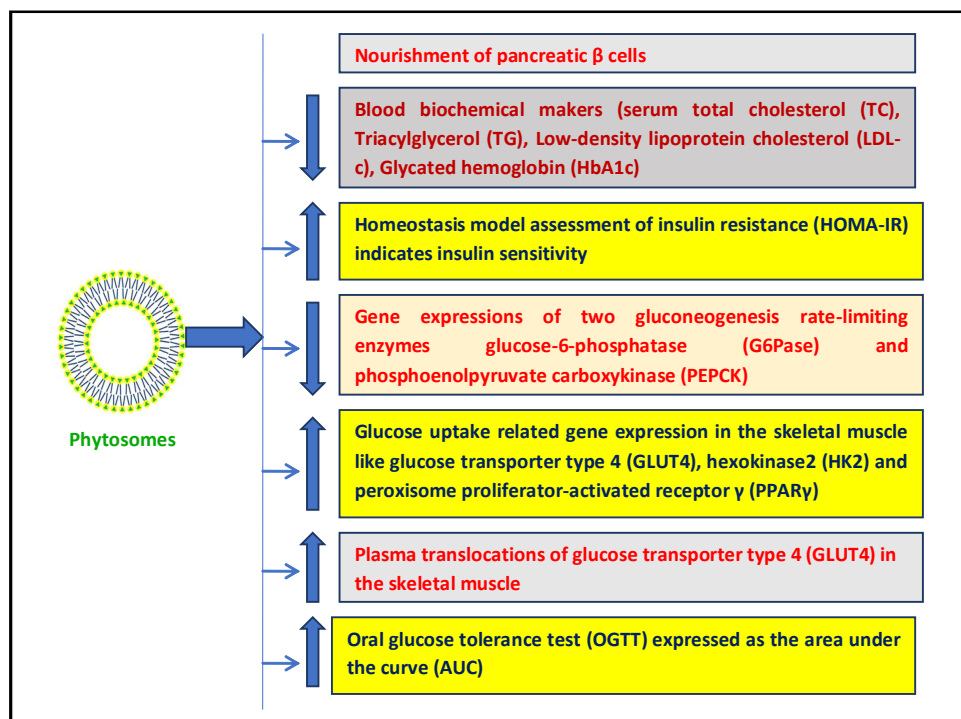 Nourishment of pancreatic β cells
Blood biochemical makers (serum total cholesterol (TC),
Triacylglycerol (TG), Low-density lipoprotein cholesterol (LDL-
c), Glycated hemoglobin (HbA1c)
Homeostasis model assessment of insulin resistance (HOMA-IR)
indicates insulin sensitivity
Gene expressions of two gluconeogenesis rate-limiting
enzymes glucose-6-phosphatase (G6Pase) and
phosphoenolpyruvate carboxykinase (PEPCK)
Phytosomes
Glucose uptake related gene expression in the skeletal muscle
like glucose transporter type 4 (GLUT4), hexokinase2 (HK2) and
peroxisome proliferator-activated receptor γ (PPARγ)
Plasma translocations of glucose transporter type 4 (GLUT4) in
the skeletal muscle
Oral glucose tolerance test (OGTT) expressed as the area under
the curve (AUC)